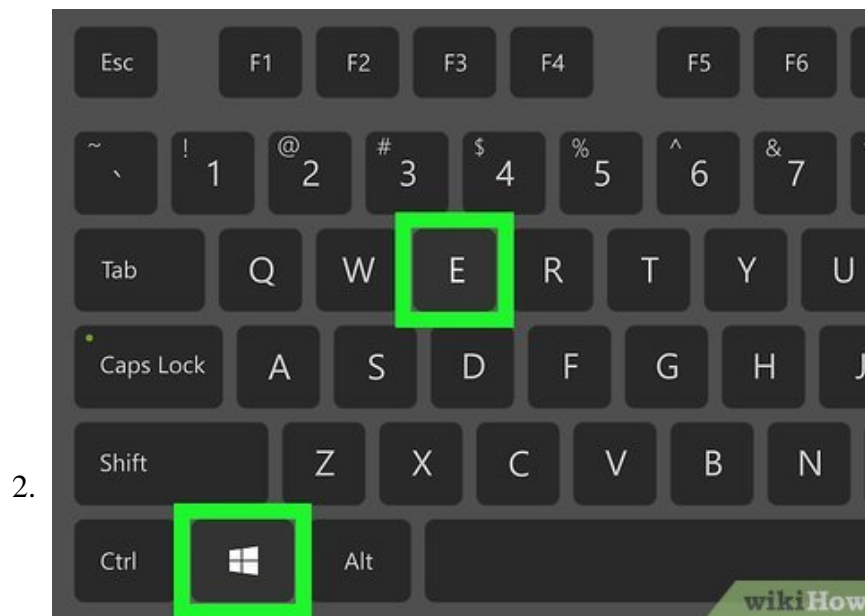 Esc F1 F2 F3 F4 F5 F6
~ ` ! 1 @ 2 # 3 $ 4 % 5 ^ 6 & 7
Tab Q W E R T Y U
Caps Lock A S D F G H J
Shift Z X C V B N
2.
Ctrl Alt
wikiHow